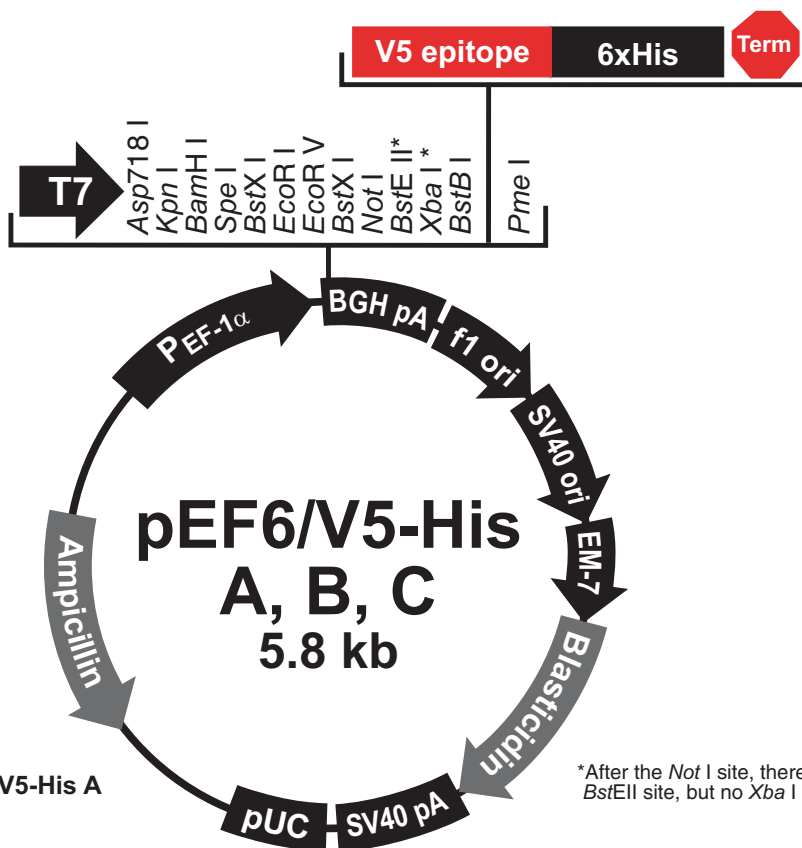 V5 epitope 6xHis Term
T7
Asp718 I
Kpn I
BamH I
Spe I
BstX I
EcoR I
EcoR V
BstX I
Not I
BstE II*
Xba I*
BstB I
Pme I
PEF-1α
BGH pA
f1 ori
SV40 ori
EM-7
Blasticidin
SV40 pA
pUC
Ampicillin
pEF6/V5-His
A, B, C
5.8 kb
V5-His A
*After the Not I site, there
BstEII site, but no Xba I